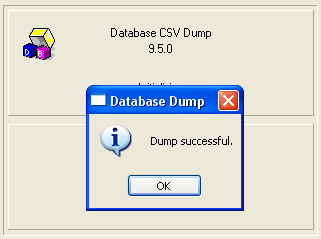 Database CSV Dump
9.5.0
Database Dump
Dump successful.
OK